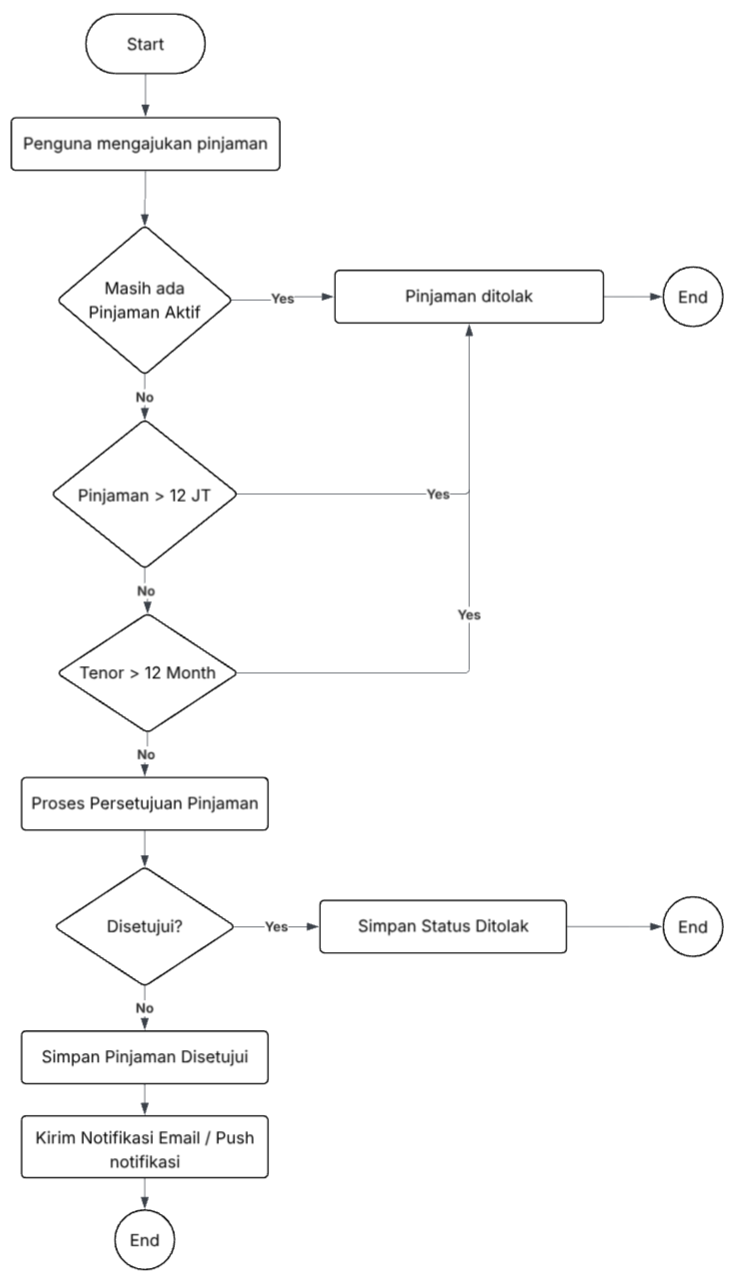 Start
Penguna mengajukan pinjaman
Masih ada
Pinjaman Aktif
Yes
Pinjaman ditolak
End
No
Pinjaman > 12 JT
Yes
No
Yes
Tenor > 12 Month
No
Proses Persetujuan Pinjaman
Disetujui?
Yes
Simpan Status Ditolak
End
No
Simpan Pinjaman Disetujui
Kirim Notifikasi Email / Push
notifikasi
End